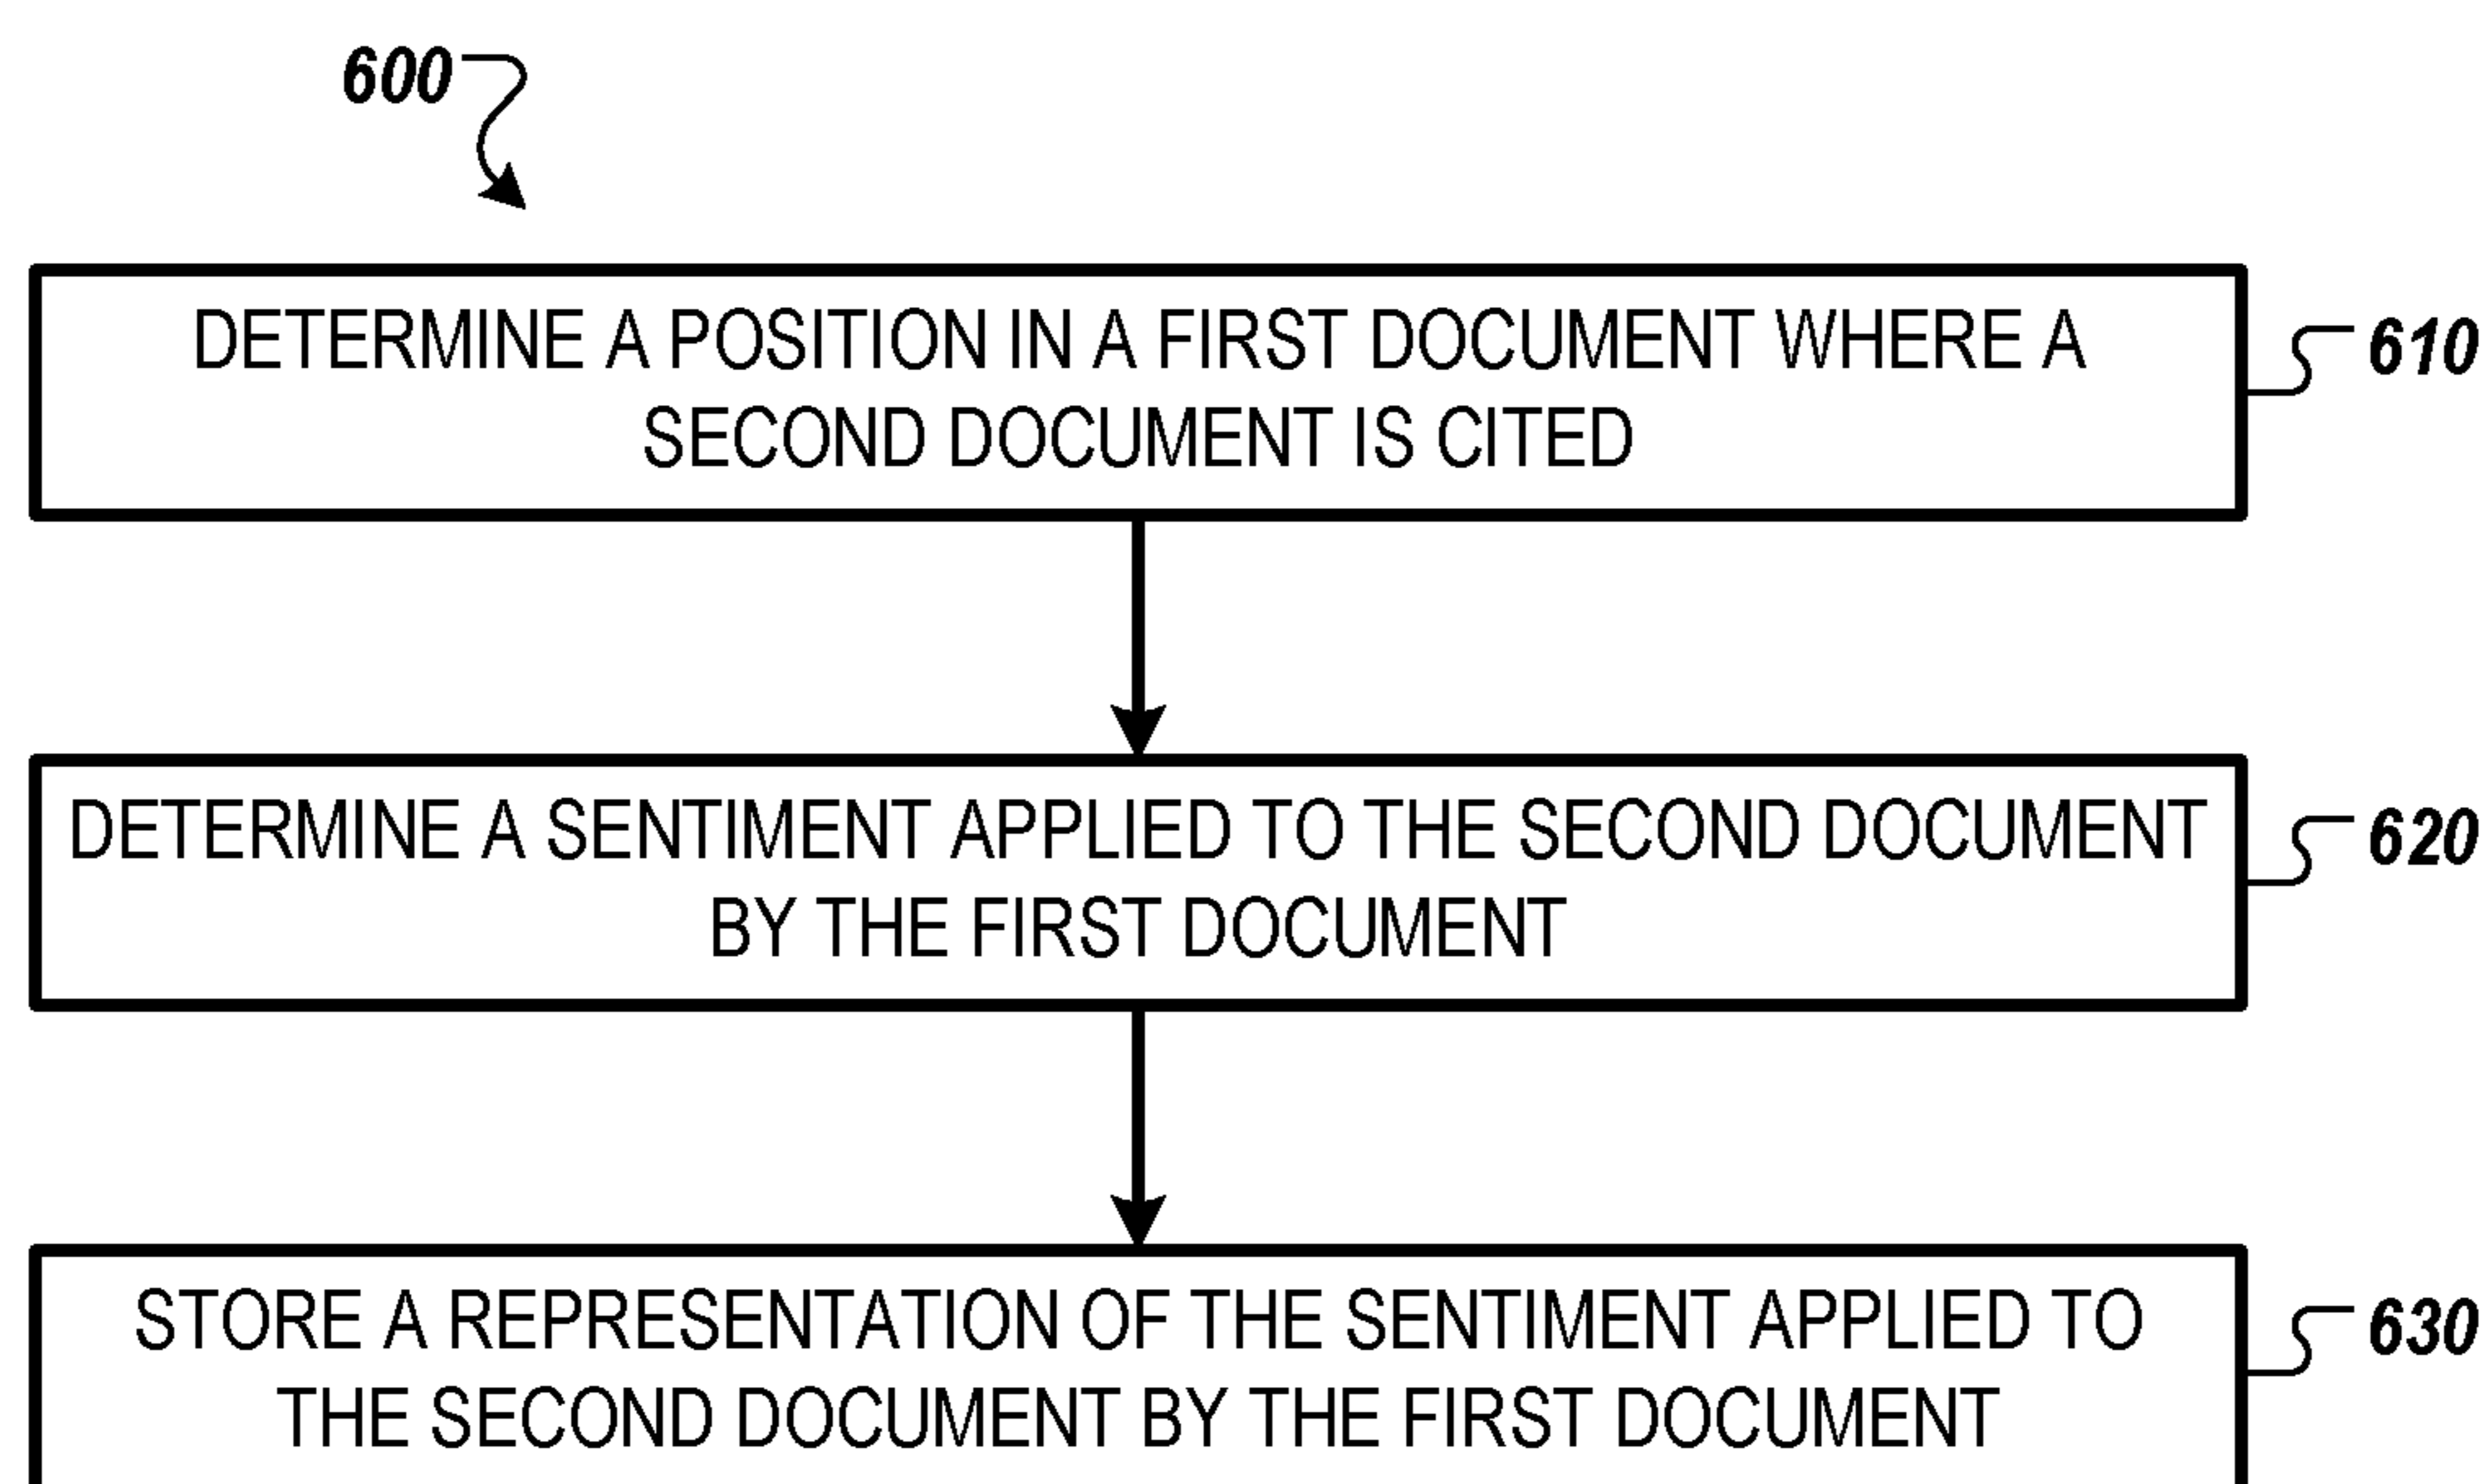 600
DETERMINE A POSITION IN A FIRST DOCUMENT WHERE A
SECOND DOCUMENT IS CITED
610
DETERMINE A SENTIMENT APPLIED TO THE SECOND DOCUMENT
BY THE FIRST DOCUMENT
620
STORE A REPRESENTATION OF THE SENTIMENT APPLIED TO
THE SECOND DOCUMENT BY THE FIRST DOCUMENT
630